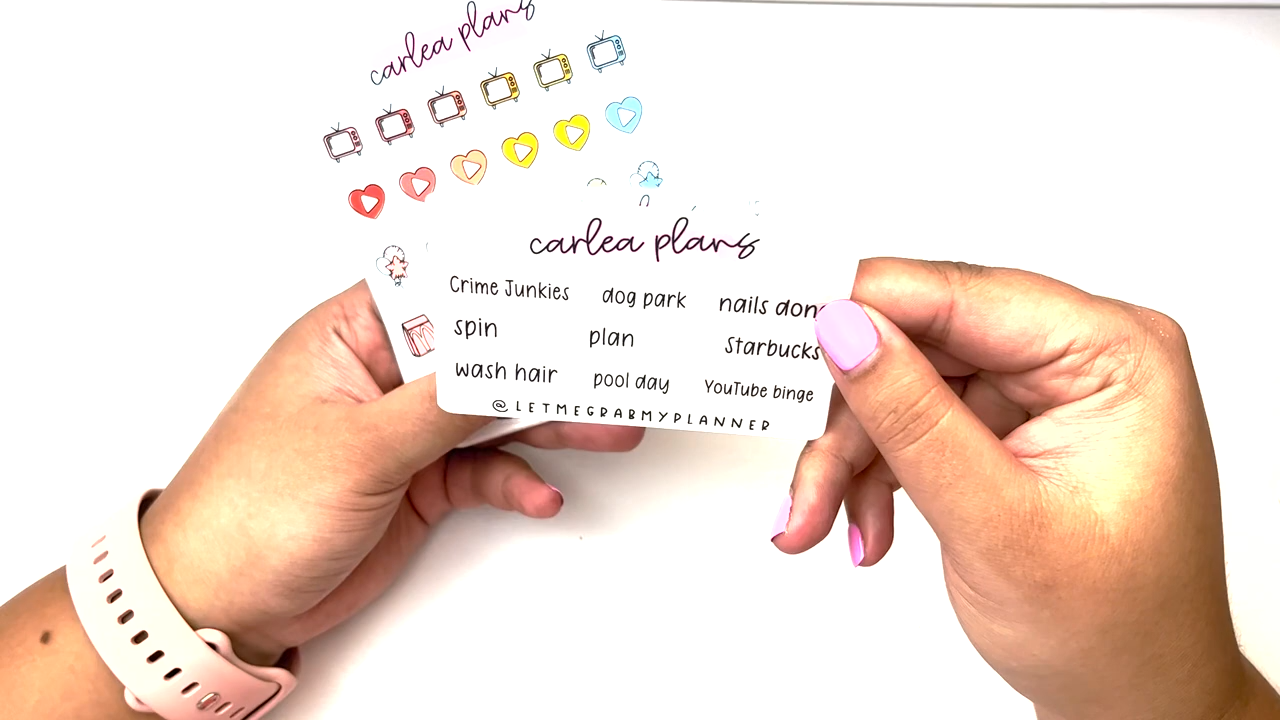 carlea plans
carlea plans
Crime Junkies dog park nails done
spin plan Starbucks
wash hair pool day YouTube binge
@LETMEGRABMYPLANNER